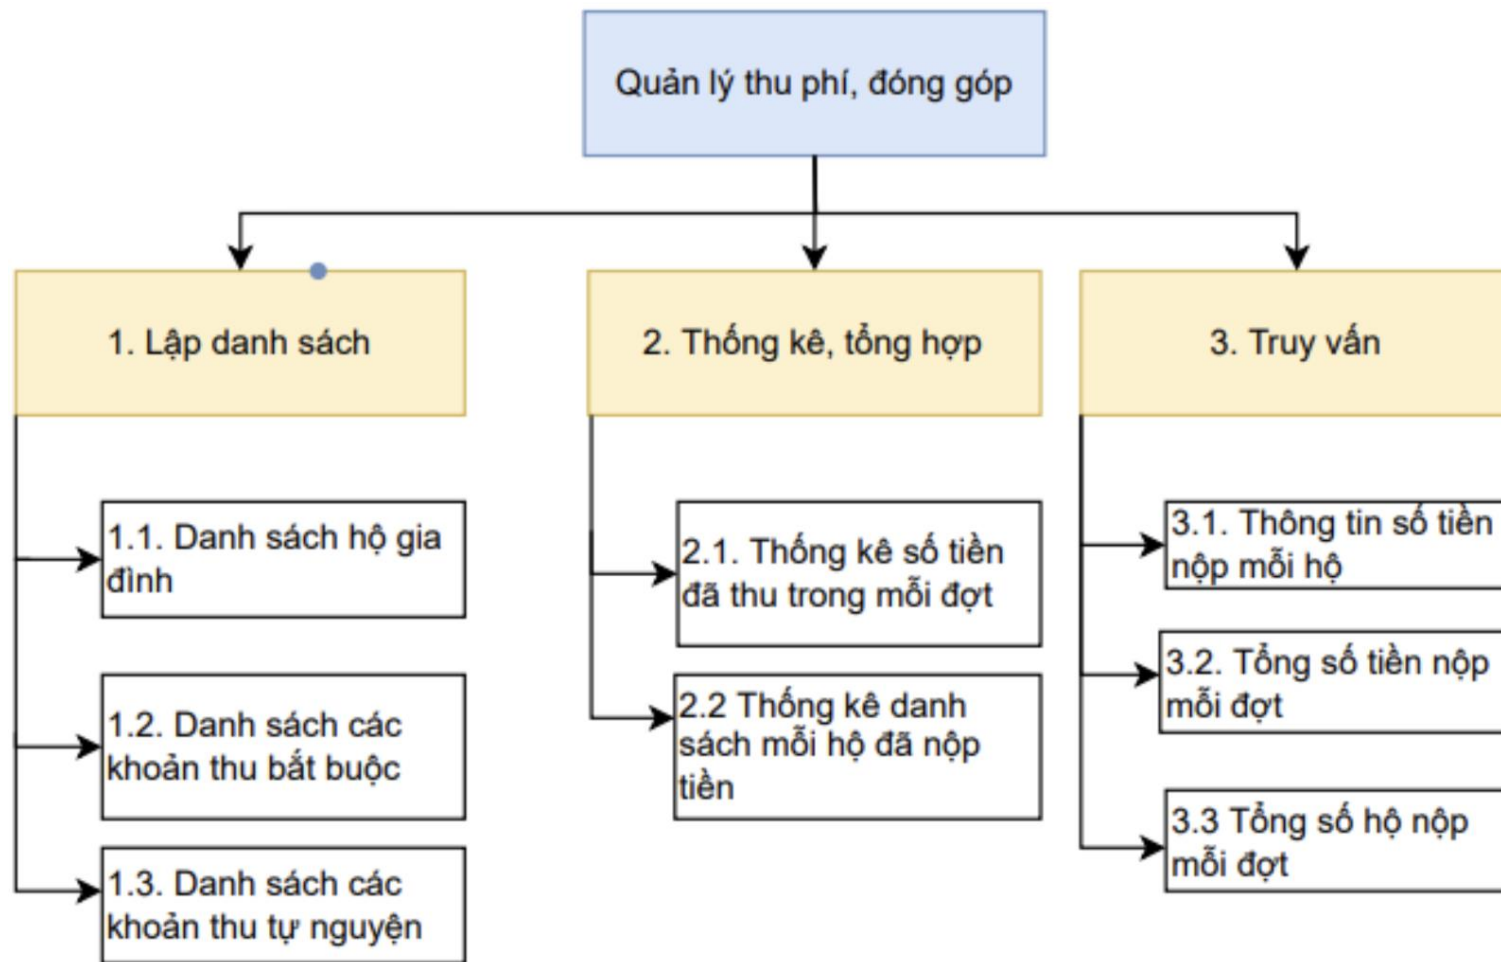 Quản lý thu phí, đóng góp
1. Lập danh sách
2. Thống kê, tổng hợp
3. Truy vấn
1.1. Danh sách hộ gia
đình
1.2. Danh sách các
khoản thu bắt buộc
1.3. Danh sách các
khoản thu tự nguyện
2.1. Thống kê số tiền
đã thu trong mỗi đợt
2.2 Thống kê danh
sách mỗi hộ đã nộp
tiền
3.1. Thông tin số tiền
nộp mỗi hộ
3.2. Tổng số tiền nộp
mỗi đợt
3.3 Tổng số hộ nộp
mỗi đợt